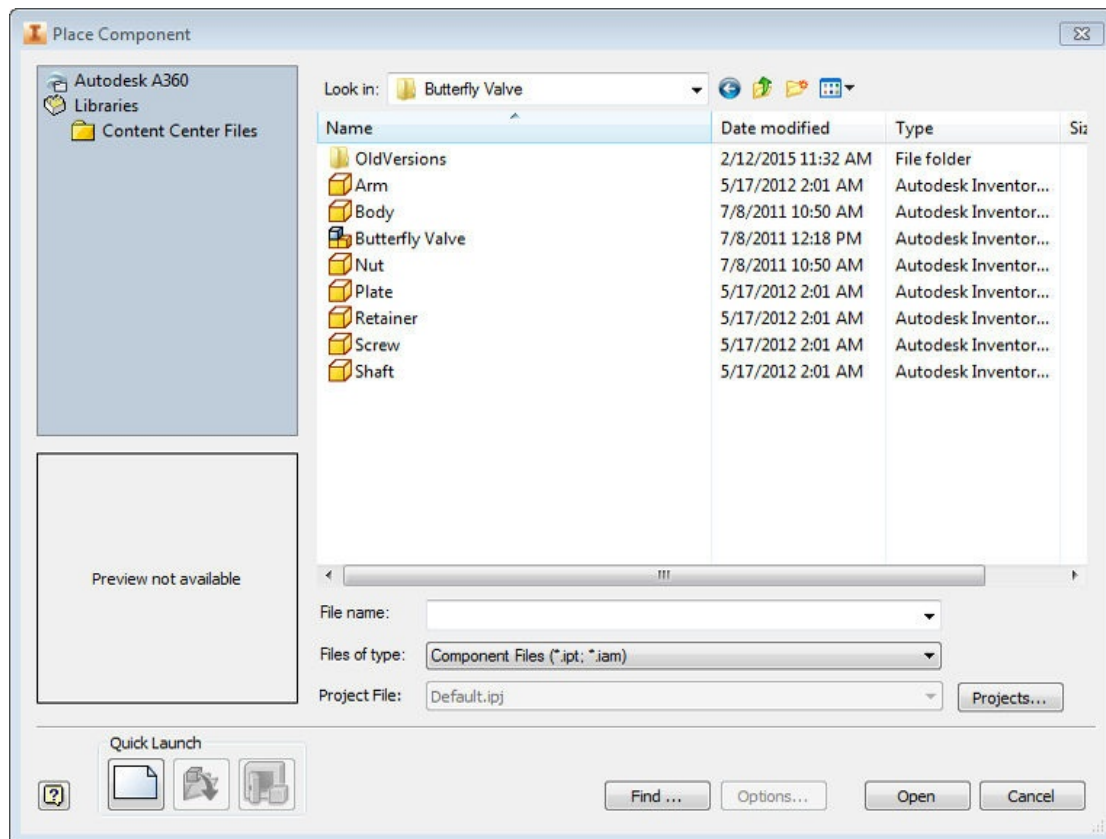 Place Component
Autodesk A360
Libraries
Content Center Files
Look in: Butterfly Valve
Name Date modified Type Siz
OldVersions 2/12/2015 11:32 AM File folder
Arm 5/17/2012 2:01 AM Autodesk Inventor...
Body 7/8/2011 10:50 AM Autodesk Inventor...
Butterfly Valve 7/8/2011 12:18 PM Autodesk Inventor...
Nut 7/8/2011 10:50 AM Autodesk Inventor...
Plate 5/17/2012 2:01 AM Autodesk Inventor...
Retainer 5/17/2012 2:01 AM Autodesk Inventor...
Screw 5/17/2012 2:01 AM Autodesk Inventor...
Shaft 5/17/2012 2:01 AM Autodesk Inventor...
Preview not available
File name:
Files of type: Component Files (*.ipt; *.iam)
Project File: Default.ipj Projects...
Quick Launch
Find ... Options... Open Cancel